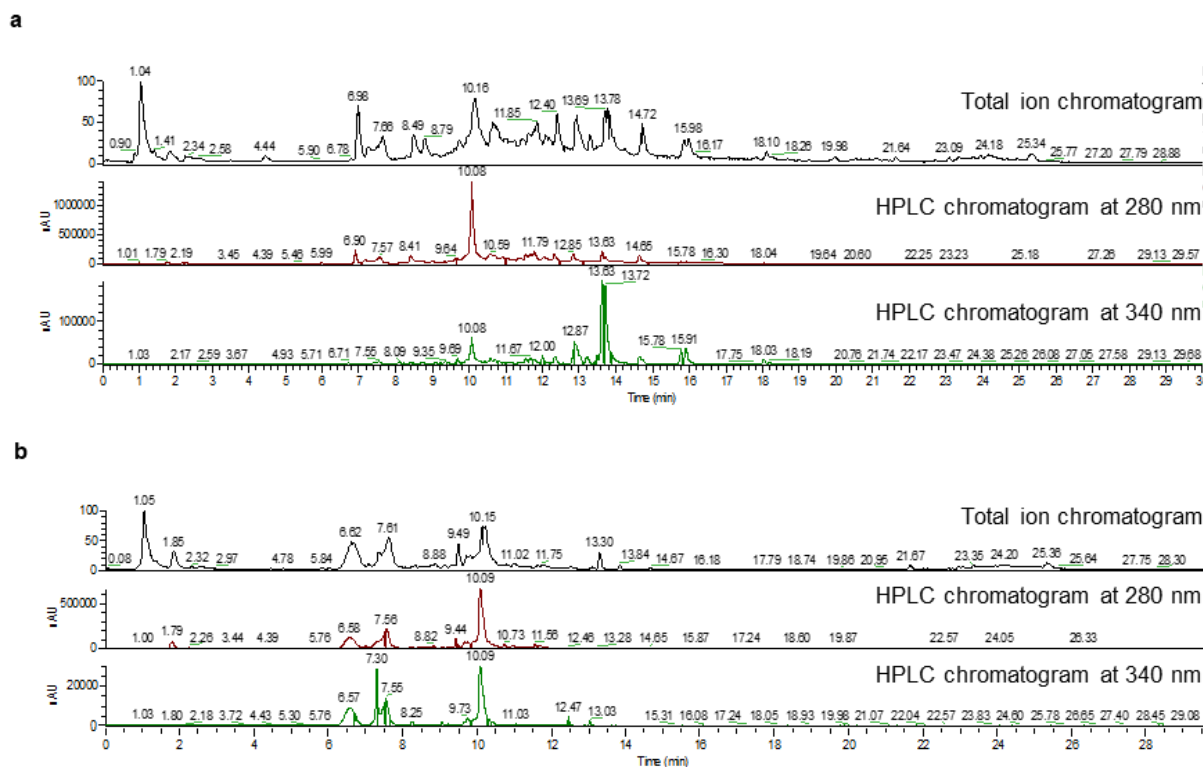 a
Total ion chromatogram
100
50
0
0.90 1.04 1.41 2.34 2.58 4.44 5.90 6.78 6.98 7.66 8.49 8.79 10.16 11.85 12.40 13.69 13.78 14.72 15.98 16.17 18.10 18.26 19.98 21.64 23.09 24.18 25.34 25.77 27.20 27.79 28.88
HPLC chromatogram at 280 nm
uAU
1000000
500000
0
1.01 1.79 2.19 3.45 4.39 5.46 5.99 6.90 7.57 8.41 9.64 10.08 10.59 11.79 12.85 13.63 14.65 15.78 16.30 18.04 19.64 20.60 22.25 23.23 25.18 27.26 29.13 29.57
HPLC chromatogram at 340 nm
uAU
100000
0
1.03 2.17 2.59 3.67 4.93 5.71 6.71 7.55 8.09 9.35 9.69 10.08 11.67 12.00 12.87 13.63 13.72 15.78 15.91 17.75 18.03 18.19 20.76 21.74 22.17 23.47 24.38 25.26 26.08 27.05 27.58 29.13 29.68
0 1 2 3 4 5 6 7 8 9 10 11 12 13 14 15 16 17 18 19 20 21 22 23 24 25 26 27 28 29
Time (min)
b
Total ion chromatogram
100
50
0
0.08 1.05 1.85 2.32 2.97 4.78 5.84 6.62 7.61 8.88 9.49 10.15 11.02 11.75 13.30 13.84 14.67 16.18 17.79 18.74 19.86 20.95 21.67 23.35 24.20 25.36 25.64 27.75 28.30
HPLC chromatogram at 280 nm
uAU
500000
0
1.00 1.79 2.26 3.44 4.39 5.76 6.58 7.56 8.82 9.44 10.09 10.73 11.56 12.46 13.28 14.65 15.87 17.24 18.60 19.87 22.57 24.05 26.33
HPLC chromatogram at 340 nm
uAU
20000
0
1.03 1.80 2.18 3.72 4.43 5.30 5.76 6.57 7.30 7.55 8.25 9.73 10.09 11.03 12.47 13.03 15.31 16.08 17.24 18.05 18.93 19.98 21.07 22.04 22.57 23.83 24.60 25.78 26.65 27.40 28.45 29.08
0 2 4 6 8 10 12 14 16 18 20 22 24 26 28
Time (min)